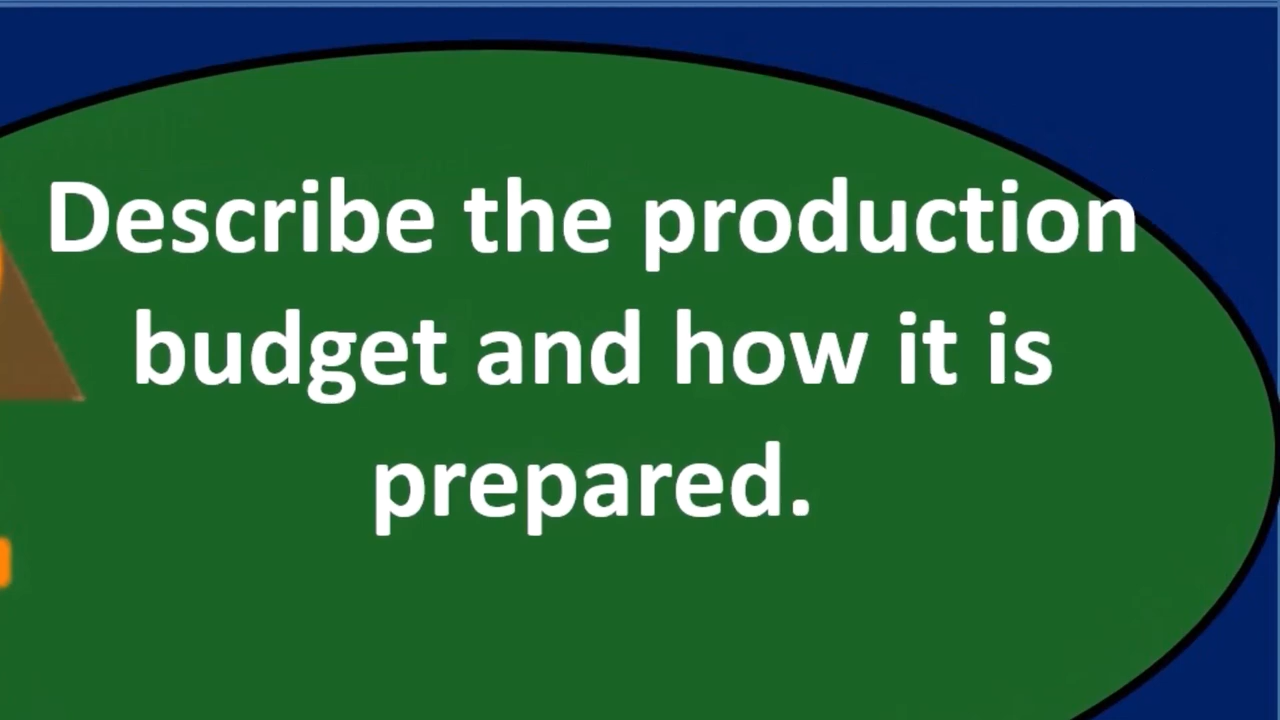 Describe the production
budget and how it is
prepared.